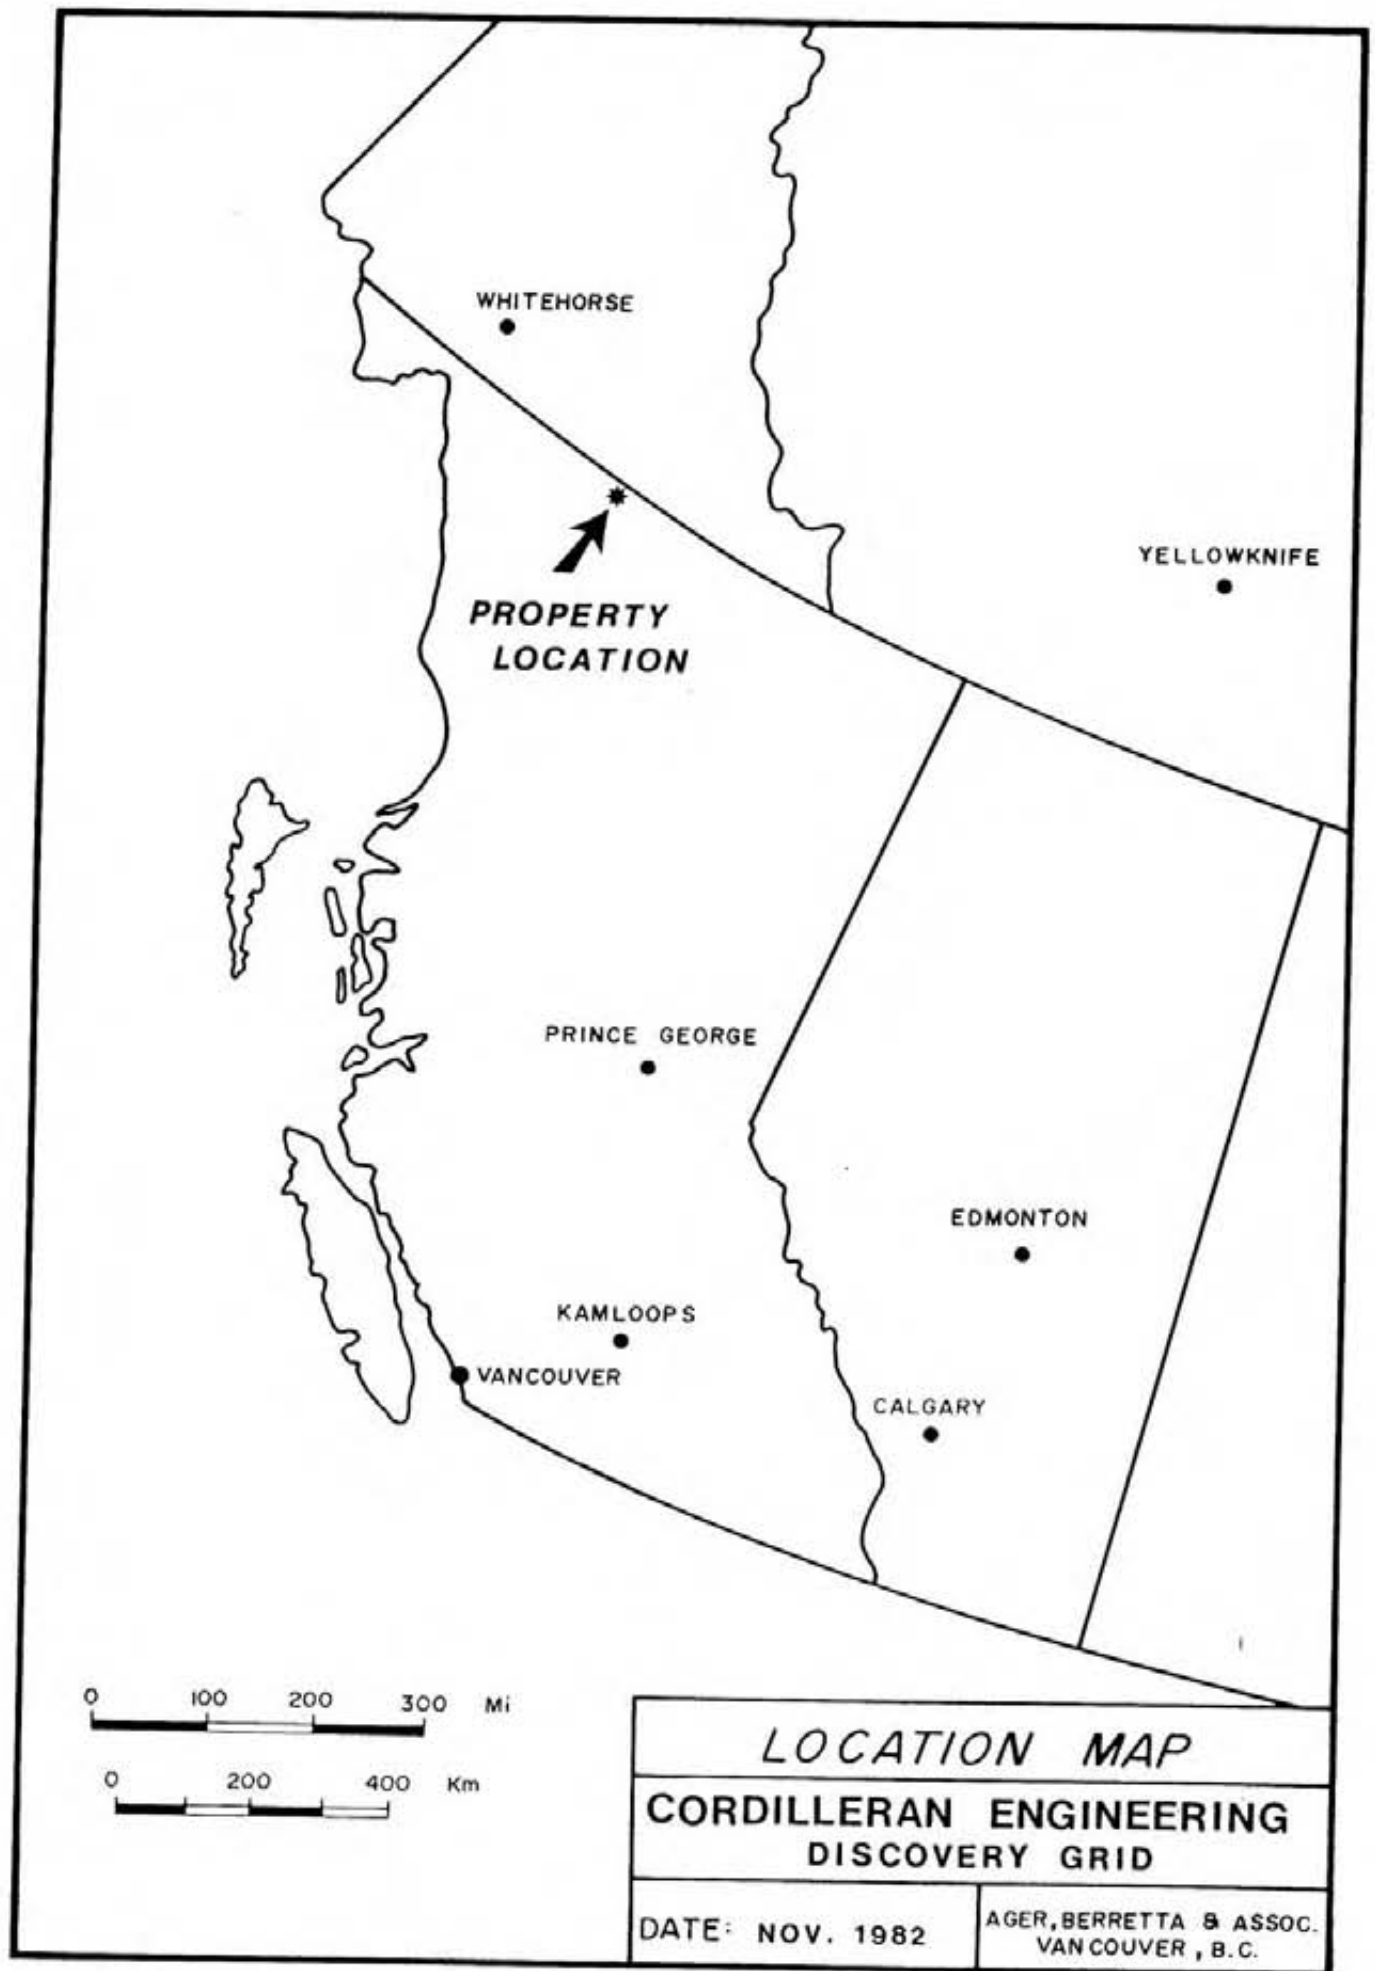 WHITEHORSE
YELLOWKNIFE
PROPERTY
LOCATION
PRINCE GEORGE
EDMONTON
KAMLOOPS
VANCOUVER
CALGARY
0 100 200 300 Mi
0 200 400 Km
LOCATION MAP
CORDILLERAN ENGINEERING
DISCOVERY GRID
DATE: NOV. 1982
AGER, BERRETTA & ASSOC.
VANCOUVER, B.C.